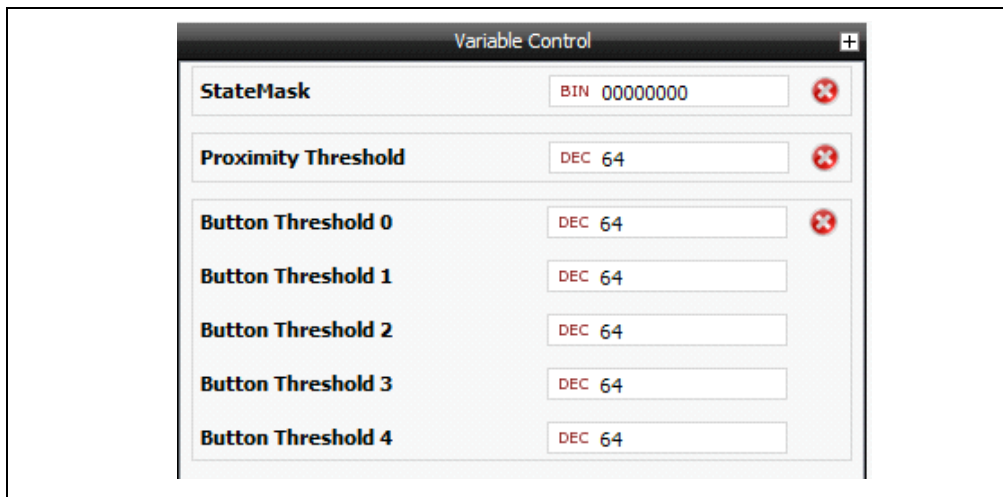 Variable Control
StateMask BIN 00000000
Proximity Threshold DEC 64
Button Threshold 0 DEC 64
Button Threshold 1 DEC 64
Button Threshold 2 DEC 64
Button Threshold 3 DEC 64
Button Threshold 4 DEC 64